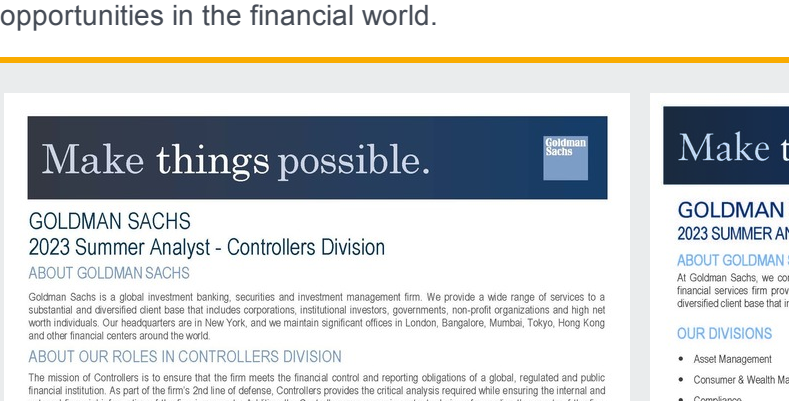 opportunities in the financial world.
Make things possible.
Goldman
Sachs
GOLDMAN SACHS
2023 Summer Analyst - Controllers Division
ABOUT GOLDMAN SACHS
Goldman Sachs is a global investment banking, securities and investment management firm. We provide a wide range of services to a
substantial and diversified client base that includes corporations, institutional investors, governments, non-profit organizations and high net
worth individuals. Our headquarters are in New York, and we maintain significant offices in London, Bangalore, Mumbai, Tokyo, Hong Kong
and other financial centers around the world.
ABOUT OUR ROLES IN CONTROLLERS DIVISION
The mission of Controllers is to ensure that the firm meets the financial control and reporting obligations of a global, regulated and public
financial institution. As part of the firm's 2nd line of defense, Controllers provides the critical analysis required while ensuring the internal and
Make t
GOLDMAN
2023 SUMMER AN
ABOUT GOLDMAN S
At Goldman Sachs, we con
financial services firm prov
diversified client base that in
OUR DIVISIONS
• Asset Management
• Consumer & Wealth Ma
• Compliance